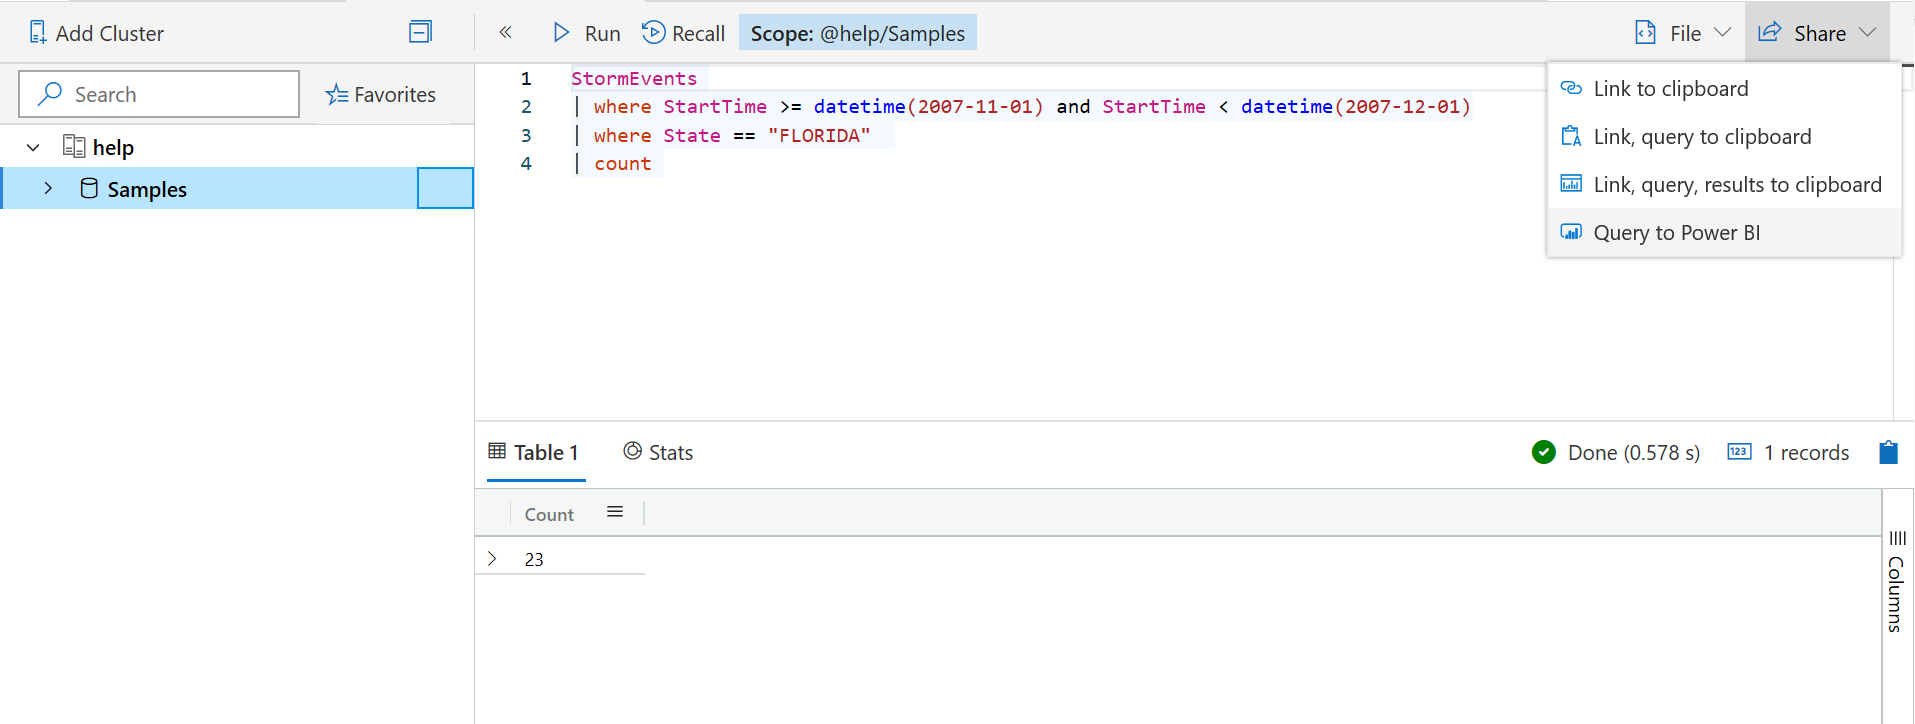 Add Cluster
« Run Recall Scope: @help/Samples
File Share
Search Favorites
help
Samples
1 StormEvents
2 | where StartTime >= datetime(2007-11-01) and StartTime < datetime(2007-12-01)
3 | where State == "FLORIDA"
4 | count
Link to clipboard
Link, query to clipboard
Link, query, results to clipboard
Query to Power BI
Table 1 Stats
Done (0.578 s) 123 1 records
Count
23
Columns